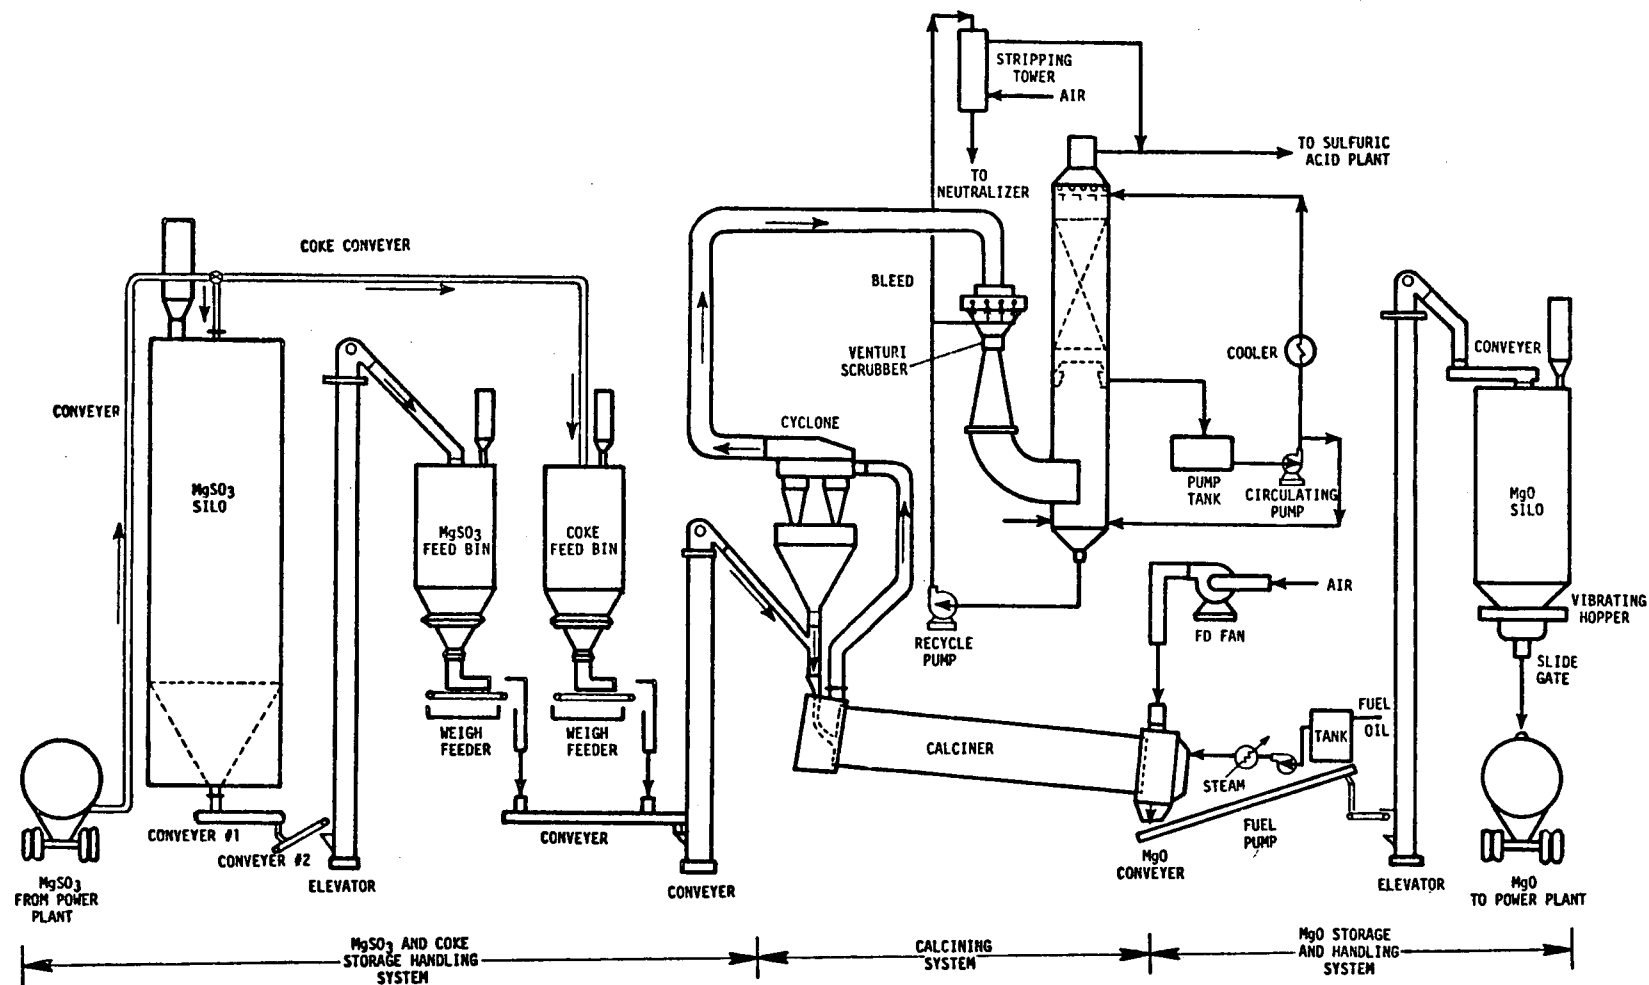 STRIPPING
TOWER
AIR
TO
NEUTRALIZER
TO SULFURIC
ACID PLANT
COKE CONVEYER
BLEED
VENTURI
SCRUBBER
COOLER
CONVEYER
CONVEYER
CYCLONE
MgSO3
SILO
MgSO3
FEED BIN
COKE
FEED BIN
PUMP
TANK
CIRCULATING
PUMP
MgO
SILO
AIR
FD FAN
RECYCLE
PUMP
VIBRATING
HOPPER
SLIDE
GATE
WEIGH
FEEDER
WEIGH
FEEDER
CALCINER
FUEL
OIL
TANK
STEAM
FUEL
PUMP
CONVEYER #1
CONVEYER #2
CONVEYER
MgO
CONVEYER
ELEVATOR
CONVEYER
ELEVATOR
MgSO3
FROM POWER
PLANT
MgO
TO POWER PLANT
MgSO3 AND COKE
STORAGE HANDLING
SYSTEM
CALCINING
SYSTEM
MgO STORAGE
AND HANDLING
SYSTEM